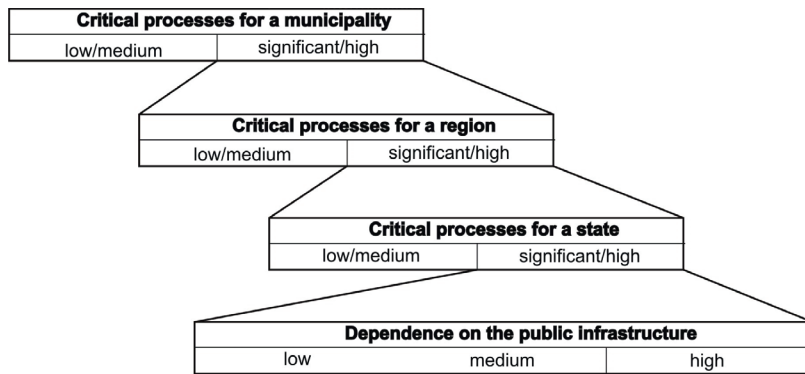 Critical processes for a municipality
low/medium significant/high
Critical processes for a region
low/medium significant/high
Critical processes for a state
low/medium significant/high
Dependence on the public infrastructure
low medium high